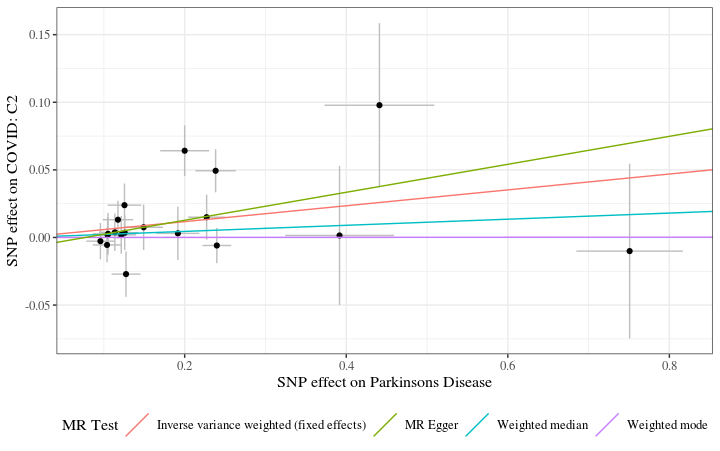 SNP effect on COVID: C2
0.15
0.10
0.05
0.00
-0.05
0.2 0.4 0.6 0.8
SNP effect on Parkinsons Disease
MR Test Inverse variance weighted (fixed effects) MR Egger Weighted median Weighted mode